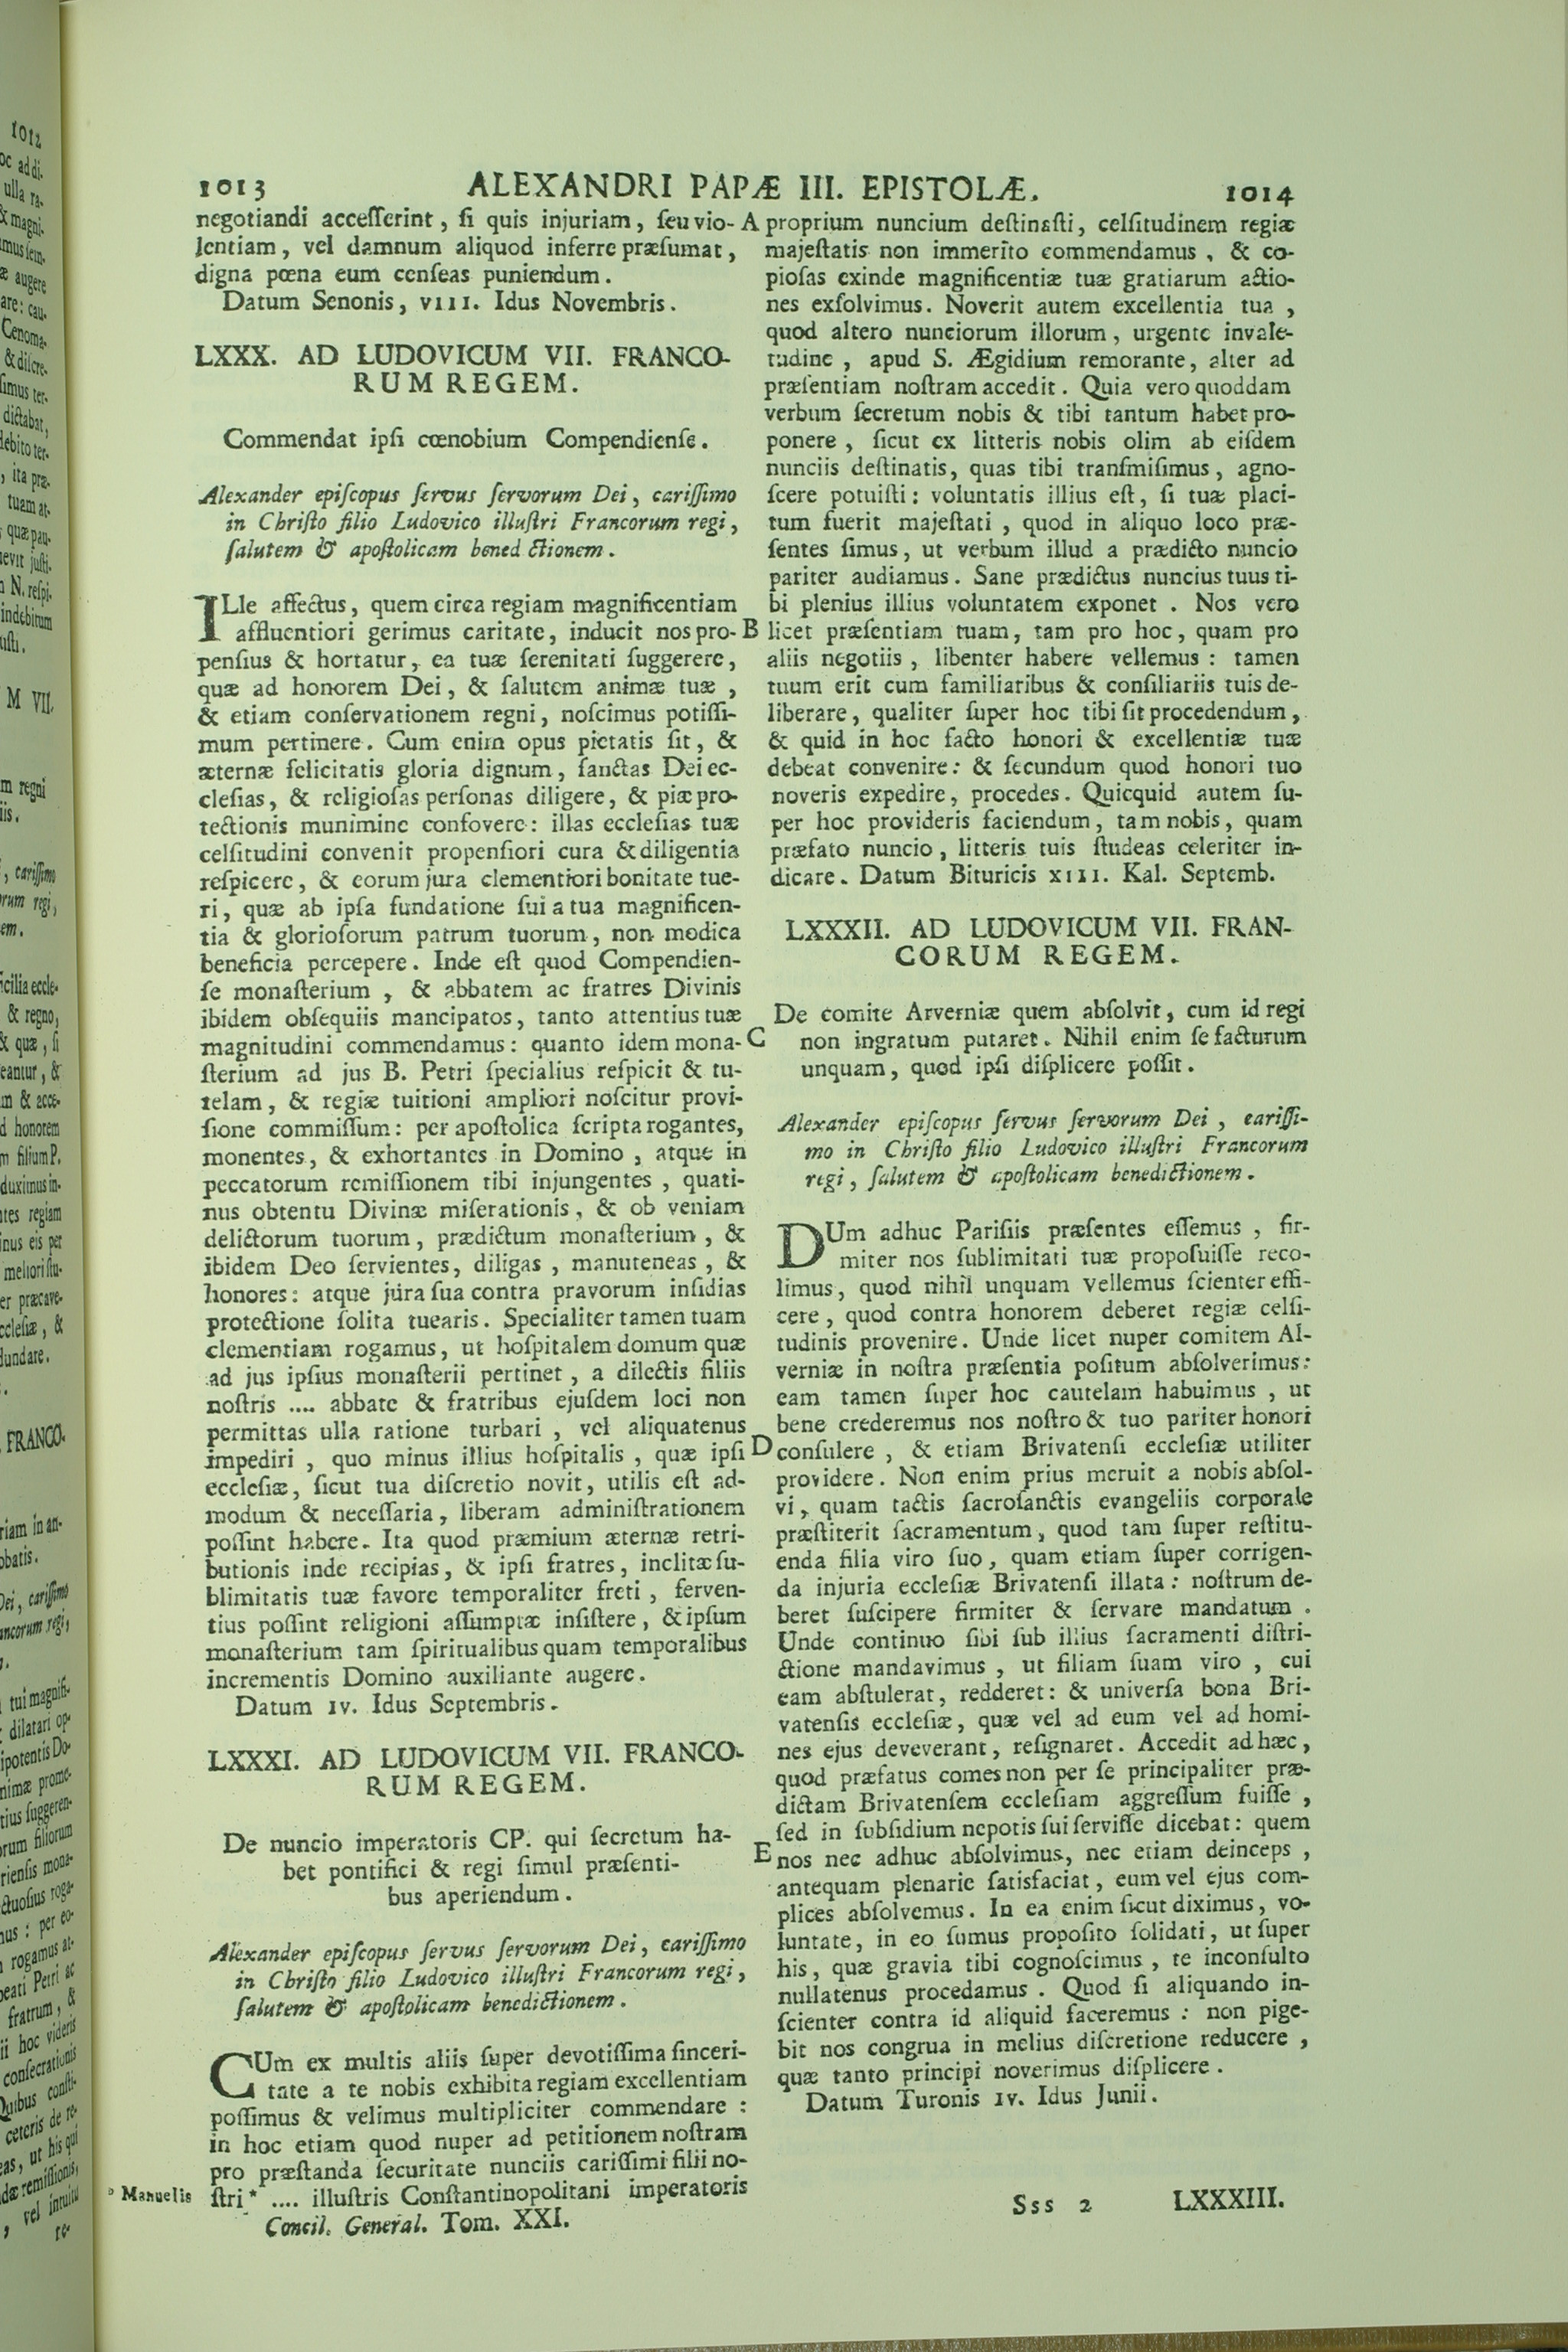 1013 ALEXANDRI PAPÆ III. EPISTOLÆ. 1014
negotiandi acceſſerint, ſi quis injuriam, ſeu vio-
lentiam, vel damnum aliquod inferre præſumat,
digna pœna eum cenſeas puniendum.
Datum Senonis, VIII. Idus Novembris.
LXXX. AD LUDOVICUM VII. FRANCO-
RUM REGEM.
Commendat ipſi cœnobium Compendienſe.
Alexander epiſcopus ſervus ſervorum Dei, cariſſimo
in Chriſto filio Ludovico illuſtri Francorum regi,
ſalutem & apoſtolicam bened ctionem.
ILle affectus, quem circa regiam magnificentiam
affluentiori gerimus caritate, inducit nos pro-
penſius & hortatur, ea tuæ ſerenitati ſuggerere,
quæ ad honorem Dei, & ſalutem animæ tuæ,
& etiam conſervationem regni, noſcimus potiſſi-
mum pertinere. Cum enim opus pietatis ſit, &
æternæ felicitatis gloria dignum, ſanctas Dei ec-
cleſias, & religioſas perſonas diligere, & piæ pro-
tectionis munimine confovere: illas eccleſias tuæ
celſitudini convenit propenſiori cura & diligentia
reſpicere, & eorum jura clementiori bonitate tue-
ri, quæ ab ipſa fundatione ſui a tua magnificen-
tia & glorioſorum patrum tuorum, non modica
beneficia percepere. Inde eſt quod Compendien-
ſe monaſterium, & abbatem ac fratres Divinis
ibidem obſequiis mancipatos, tanto attentius tuæ
magnitudini commendamus: quanto idem mona-
ſterium ad jus B. Petri ſpecialius reſpicit & tu-
telam, & regiæ tuitioni ampliori noſcitur provi-
ſione commiſſum: per apoſtolica ſcripta rogantes,
monentes, & exhortantes in Domino, atque in
peccatorum remiſſionem tibi injungentes, quati-
nus obtentu Divinæ miſerationis, & ob veniam
delictorum tuorum, prædictum monaſterium, &
ibidem Deo ſervientes, diligas, manuteneas, &
honores: atque jura ſua contra pravorum inſidias
protectione ſolita tuearis. Specialiter tamen tuam
clementiam rogamus, ut hoſpitalem domum quæ
ad jus ipſius monaſterii pertinet, a dilectis filiis
noſtris .... abbate & fratribus ejuſdem loci non
permittas ulla ratione turbari, vel aliquatenus
impediri, quo minus illius hoſpitalis, quæ ipſi
eccleſiæ, ſicut tua diſcretio novit, utilis eſt ad-
modum & neceſſaria, liberam adminiſtrationem
poſſint habere. Ita quod præmium æternæ retri-
butionis inde recipias, & ipſi fratres, inclitæ ſu-
blimitatis tuæ favore temporaliter freti, ferven-
tius poſſint religioni aſſumptæ inſiſtere, & ipſum
monaſterium tam ſpiritualibus quam temporalibus
incrementis Domino auxiliante augere.
Datum IV. Idus Septembris.
LXXXI. AD LUDOVICUM VII. FRANCO-
RUM REGEM.
De nuncio imperatoris CP. qui ſecretum ha-
bet pontifici & regi ſimul præſenti-
bus aperiendum.
Alexander epiſcopus ſervus ſervorum Dei, cariſſimo
in Chriſto filio Ludovico illuſtri Francorum regi,
ſalutem & apoſtolicam benedictionem.
CUm ex multis aliis ſuper devotiſſima ſinceri-
tate a te nobis exhibita regiam excellentiam
poſſimus & velimus multipliciter commendare:
in hoc etiam quod nuper ad petitionem noſtram
pro præſtanda ſecuritate nunciis cariſſimi filii no-
* Manuelis
ſtri* .... illuſtris Conſtantinopolitani imperatoris
Concil. General. Tom. XXI.
A proprium nuncium deſtinaſti, celſitudinem regiæ
majeſtatis non immerito commendamus, & co-
pioſas exinde magnificentiæ tuæ gratiarum actio-
nes exſolvimus. Noverit autem excellentia tua,
quod altero nunciorum illorum, urgente invale-
tudine, apud S. Ægidium remorante, alter ad
præſentiam noſtram accedit. Quia vero quoddam
verbum ſecretum nobis & tibi tantum habet pro-
ponere, ſicut ex litteris nobis olim ab eiſdem
nunciis deſtinatis, quas tibi tranſmiſimus, agno-
ſcere potuiſti: voluntatis illius eſt, ſi tuæ placi-
tum fuerit majeſtati, quod in aliquo loco præ-
ſentes ſimus, ut verbum illud a prædicto nuncio
pariter audiamus. Sane prædictus nuncius tuus ti-
bi plenius illius voluntatem exponet. Nos vero
B licet præſentiam tuam, tam pro hoc, quam pro
aliis negotiis, libenter habere vellemus: tamen
tuum erit cum familiaribus & conſiliariis tuis de-
liberare, qualiter ſuper hoc tibi ſit procedendum,
& quid in hoc facto honori & excellentiæ tuæ
debeat convenire: & ſecundum quod honori tuo
noveris expedire, procedes. Quicquid autem ſu-
per hoc provideris faciendum, tam nobis, quam
præfato nuncio, litteris tuis ſtudeas celeriter in-
dicare. Datum Bituricis XIII. Kal. Septemb.
LXXXII. AD LUDOVICUM VII. FRAN-
CORUM REGEM.
De comite Arverniæ quem abſolvit, cum id regi
C non ingratum putaret. Nihil enim ſe facturum
unquam, quod ipſi diſplicere poſſit.
Alexander epiſcopus ſervus ſervorum Dei, cariſſi-
mo in Chriſto filio Ludovico illuſtri Francorum
regi, ſalutem & apoſtolicam benedictionem.
DUm adhuc Pariſiis præſentes eſſemus, fir-
miter nos ſublimitati tuæ propoſuiſſe reco-
limus, quod nihil unquam vellemus ſcienter effi-
cere, quod contra honorem deberet regiæ celſi-
tudinis provenire. Unde licet nuper comitem Al-
verniæ in noſtra præſentia poſitum abſolverimus:
eam tamen ſuper hoc cautelam habuimus, ut
bene crederemus nos noſtro & tuo pariter honori
D conſulere, & etiam Brivatenſi eccleſiæ utiliter
providere. Non enim prius meruit a nobis abſol-
vi, quam tactis ſacroſanctis evangeliis corporale
præſtiterit ſacramentum, quod tam ſuper reſtitu-
enda filia viro ſuo, quam etiam ſuper corrigen-
da injuria eccleſiæ Brivatenſi illata: noſtrum de-
beret ſuſcipere firmiter & ſervare mandatum.
Unde continuo ſibi ſub illius ſacramenti diſtri-
ctione mandavimus, ut filiam ſuam viro, cui
eam abſtulerat, redderet: & univerſa bona Bri-
vatenſis eccleſiæ, quæ vel ad eum vel ad homi-
nes ejus deveverant, reſignaret. Accedit ad hæc,
quod præfatus comes non per ſe principaliter præ-
dictam Brivatenſem eccleſiam aggreſſum fuiſſe,
ſed in ſubſidium nepotis ſui ſerviſſe dicebat: quem
E nos nec adhuc abſolvimus, nec etiam deinceps,
antequam plenarie ſatisfaciat, eum vel ejus com-
plices abſolvemus. In ea enim ſicut diximus, vo-
luntate, in eo ſumus propoſito ſolidati, ut ſuper
his, quæ gravia tibi cognoſcimus, te inconſulto
nullatenus procedamus. Quod ſi aliquando in-
ſcienter contra id aliquid faceremus: non pige-
bit nos congrua in melius diſcretione reducere,
quæ tanto principi noverimus diſplicere.
Datum Turonis IV. Idus Junii.
Sss 2 LXXXIII.